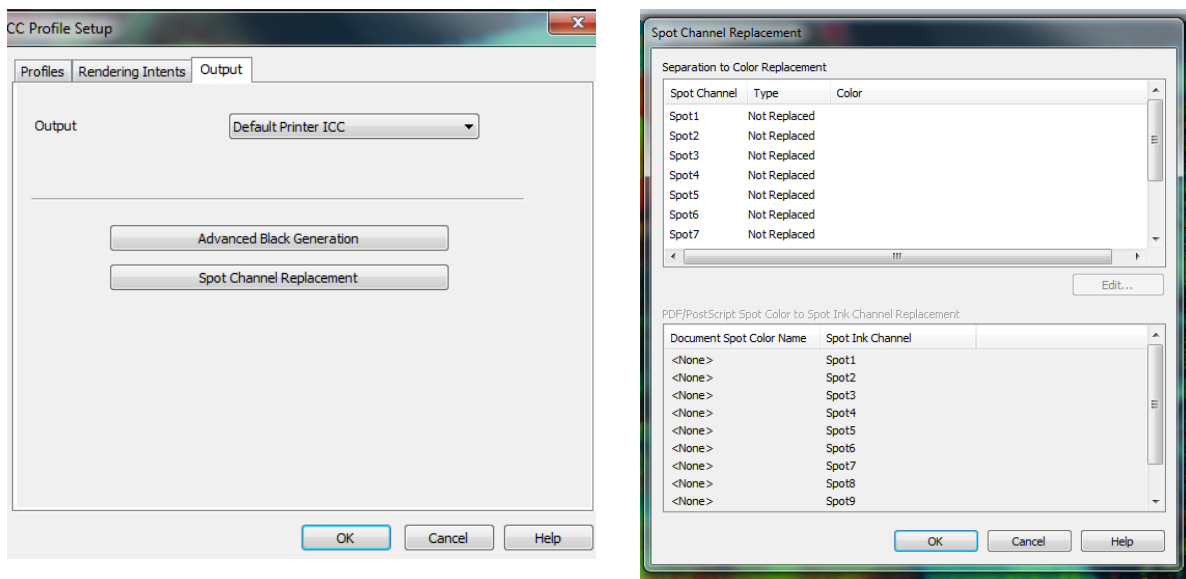 CC Profile Setup
Profiles Rendering Intents Output
Output Default Printer ICC
Advanced Black Generation
Spot Channel Replacement
OK Cancel Help
Spot Channel Replacement
Separation to Color Replacement
Spot Channel Type Color
Spot1 Not Replaced
Spot2 Not Replaced
Spot3 Not Replaced
Spot4 Not Replaced
Spot5 Not Replaced
Spot6 Not Replaced
Spot7 Not Replaced
Edit...
PDF/PostScript Spot Color to Spot Ink Channel Replacement
Document Spot Color Name Spot Ink Channel
<None> Spot1
<None> Spot2
<None> Spot3
<None> Spot4
<None> Spot5
<None> Spot6
<None> Spot7
<None> Spot8
<None> Spot9
OK Cancel Help